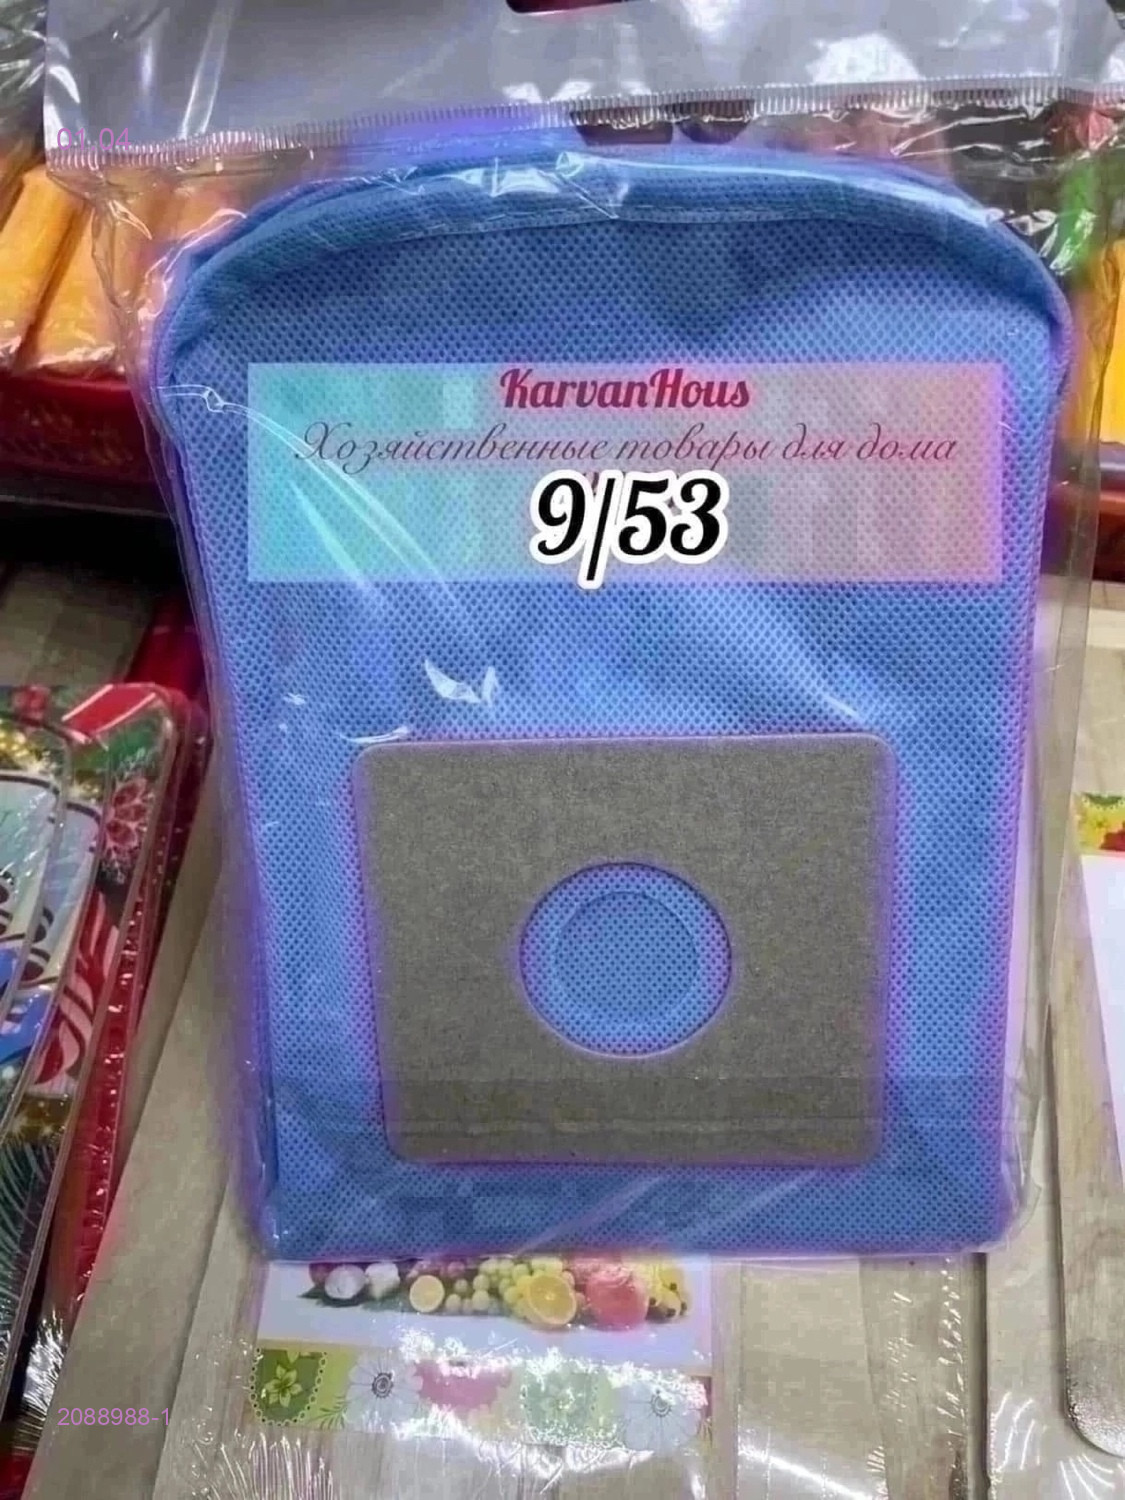 01.04
KarvanHous
Хозяйственные товары для дома
9/53
2088988-1